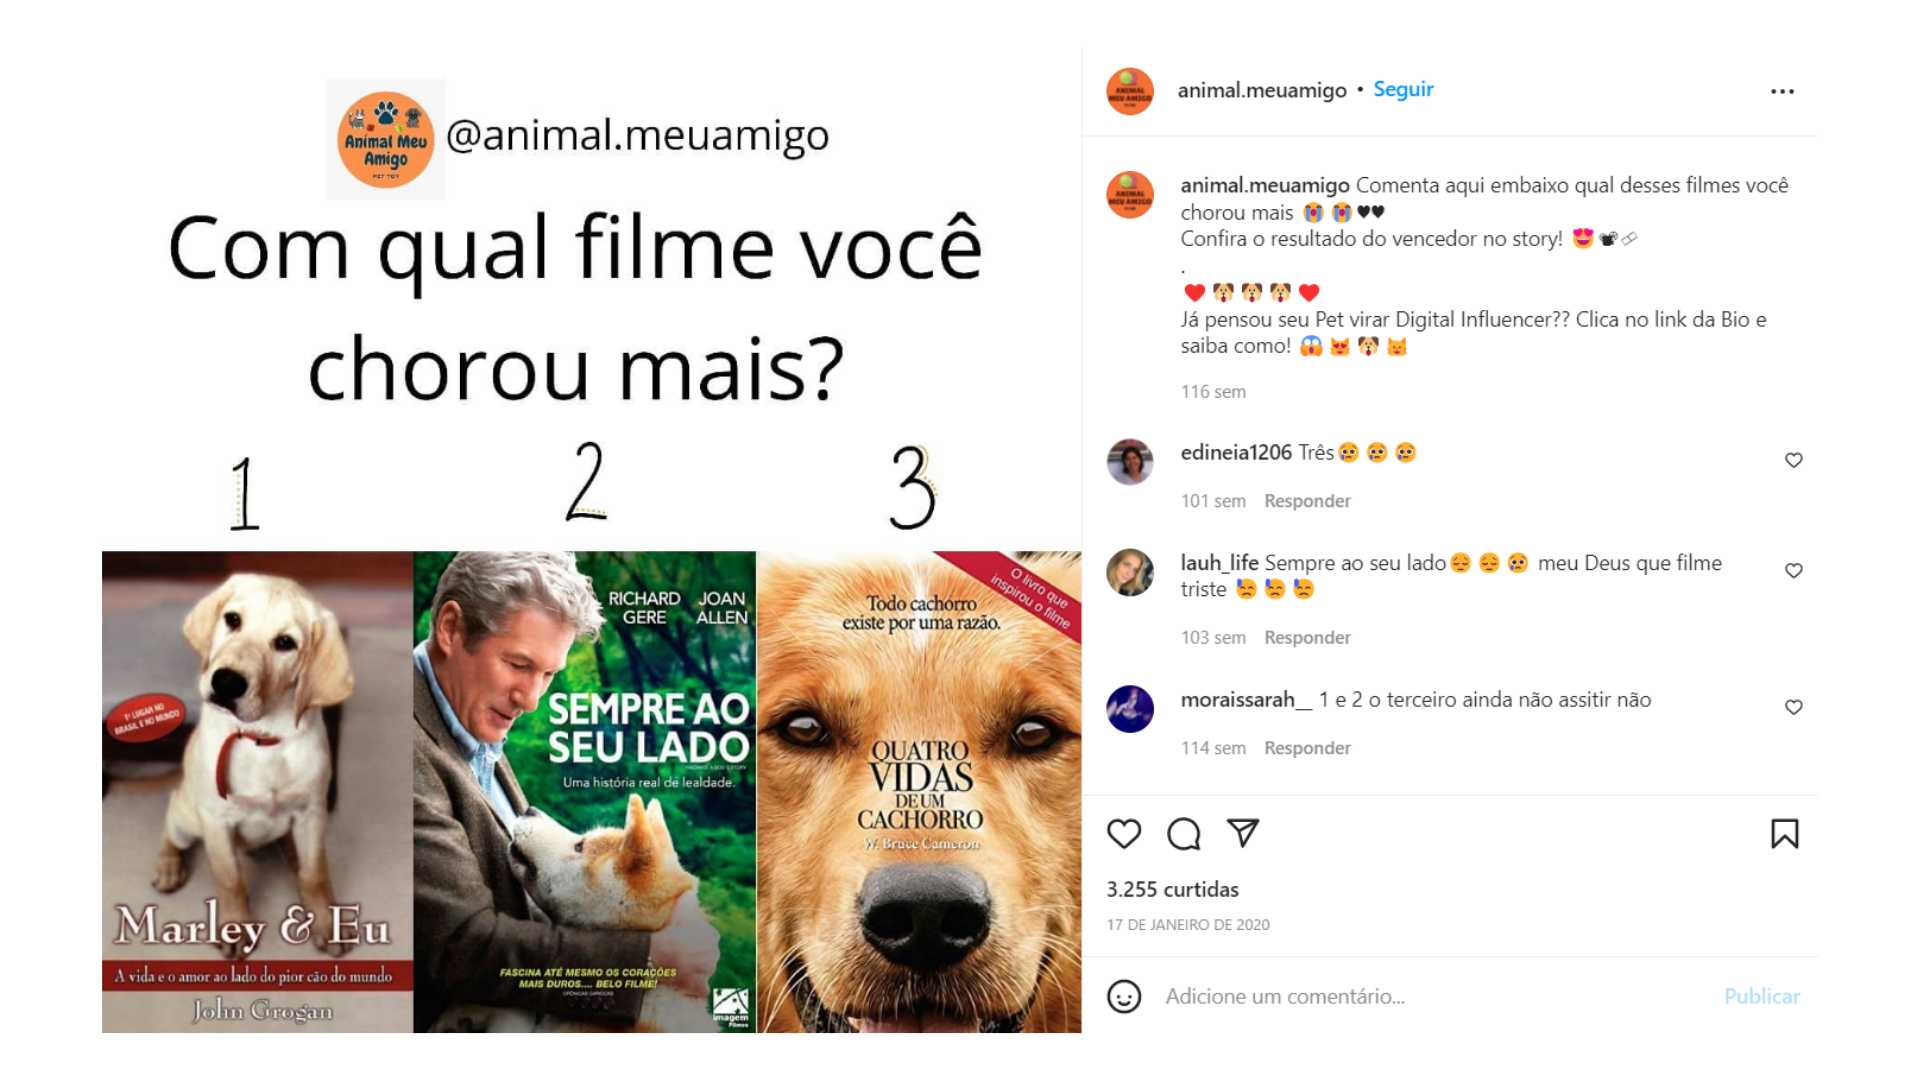 Animal Meu
Amigo
PET TOY
@animal.meuamigo
Com qual filme você
chorou mais?
1 2 3
1º LUGAR NO
BRASIL E NO MUNDO
Marley & Eu
A vida e o amor ao lado do pior cão do mundo
John Grogan
RICHARD JOAN
GERE ALLEN
SEMPRE AO
SEU LADO
Uma história real de lealdade.
FASCINA ATÉ MESMO OS CORAÇÕES
MAIS DUROS.... BELO FILME!
imagem
Filmes
O livro que
inspirou o filme
Todo cachorro
existe por uma razão.
QUATRO
VIDAS
DE UM
CACHORRO
W. Bruce Cameron
ANIMAL
MEU AMIGO
animal.meuamigo • Seguir
ANIMAL
MEU AMIGO
animal.meuamigo Comenta aqui embaixo qual desses filmes você
chorou mais 😭 😭 ♥♥
Confira o resultado do vencedor no story! 😍 📽 
.
❤ 🐶 🐶 🐶 ❤
Já pensou seu Pet virar Digital Influencer?? Clica no link da Bio e
saiba como! 😱 😻 🐶 😺
116 sem
edineia1206 Três😢 😢 😢
101 sem Responder
lauh_life Sempre ao seu lado😔 😔 😢 meu Deus que filme
triste 😓 😓 😓
103 sem Responder
moraissarah__ 1 e 2 o terceiro ainda não assitir não
114 sem Responder
3.255 curtidas
17 DE JANEIRO DE 2020
Adicione um comentário... Publicar